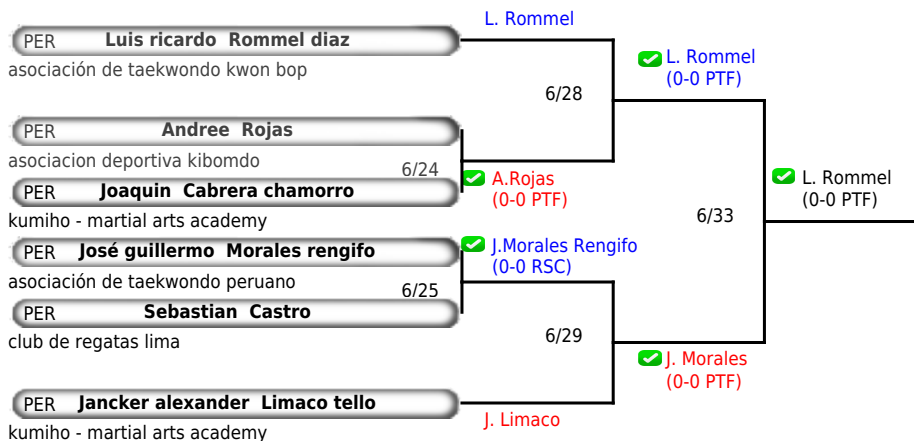 L. Rommel
PER Luis ricardo Rommel diaz
asociación de taekwondo kwon bop
L. Rommel
(0-0 PTF)
6/28
PER Andree Rojas
asociacion deportiva kibomdo
6/24
A.Rojas
(0-0 PTF)
PER Joaquin Cabrera chamorro
kumiho - martial arts academy
L. Rommel
(0-0 PTF)
6/33
PER José guillermo Morales rengifo
asociación de taekwondo peruano
J.Morales Rengifo
(0-0 RSC)
6/25
PER Sebastian Castro
club de regatas lima
6/29
J. Morales
(0-0 PTF)
PER Jancker alexander Limaco tello
kumiho - martial arts academy
J. Limaco